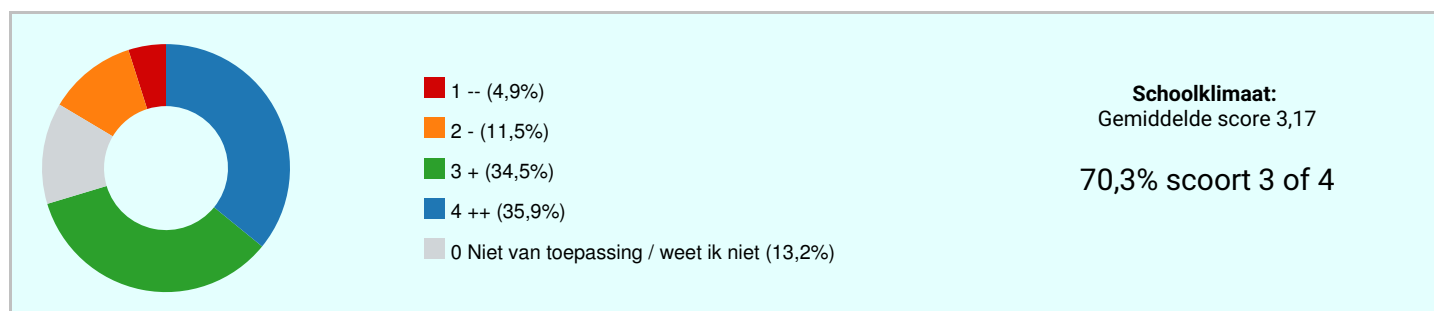 1 -- (4,9%)
2 - (11,5%)
3 + (34,5%)
4 ++ (35,9%)
0 Niet van toepassing / weet ik niet (13,2%)
Schoolklimaat:
Gemiddelde score 3,17
70,3% scoort 3 of 4